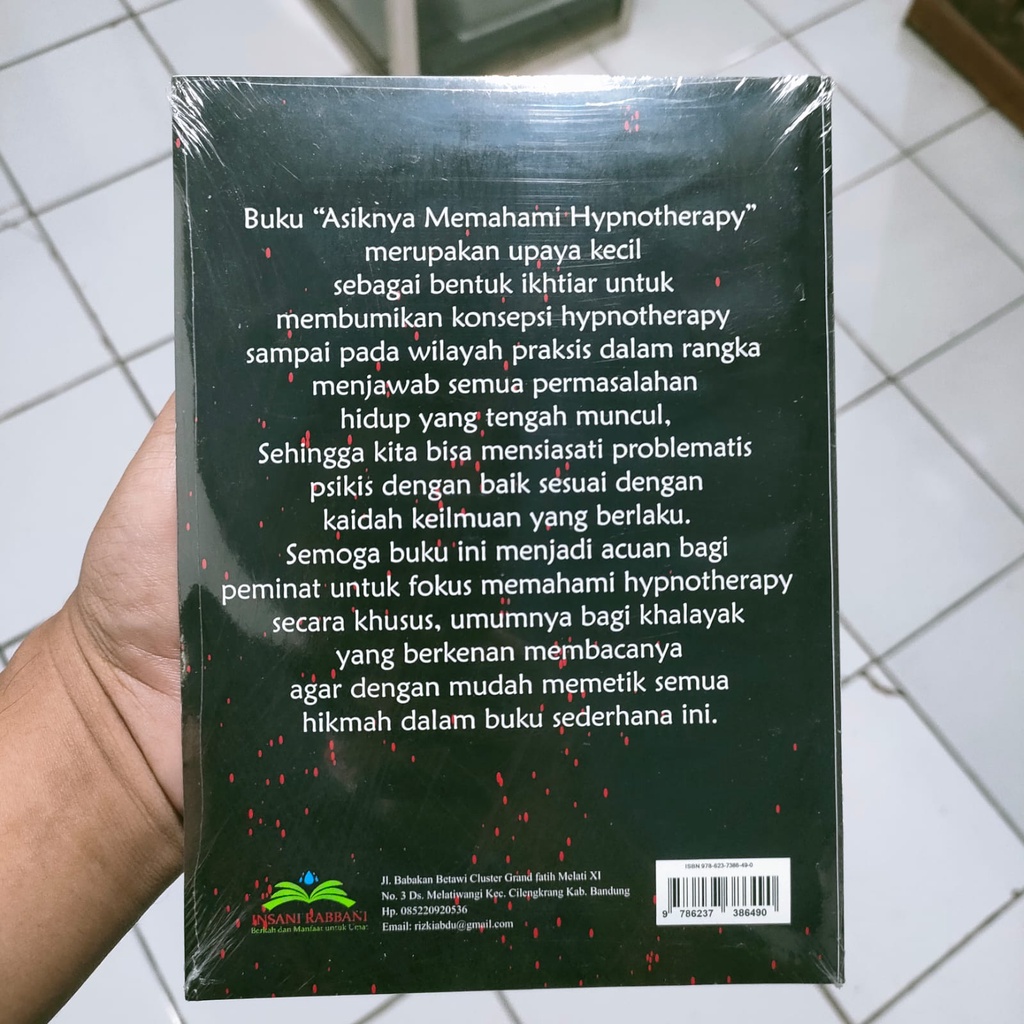 Buku “Asiknya Memahami Hypnotherapy”
merupakan upaya kecil
sebagai bentuk ikhtiar untuk
membumikan konsepsi hypnotherapy
sampai pada wilayah praksis dalam rangka
menjawab semua permasalahan
hidup yang tengah muncul,
Sehingga kita bisa mensiasati problematis
psikis dengan baik sesuai dengan
kaidah keilmuan yang berlaku.
Semoga buku ini menjadi acuan bagi
peminat untuk fokus memahami hypnotherapy
secara khusus, umumnya bagi khalayak
yang berkenan membacanya
agar dengan mudah memetik semua
hikmah dalam buku sederhana ini.
INSANI RABBANI
Berkah dan Manfaat untuk Umat
Jl. Babakan Betawi Cluster Grand fatih Melati XI
No. 3 Ds. Melatiwangi Kec. Cilengkrang Kab. Bandung
Hp. 085220920536
Email: rizkiabdu@gmail.com
ISBN 978-623-7386-49-0
9 786237 386490